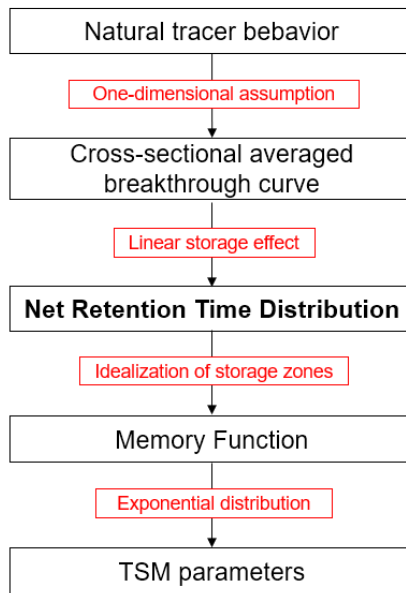 Natural tracer bebavior
One-dimensional assumption
Cross-sectional averaged
breakthrough curve
Linear storage effect
Net Retention Time Distribution
Idealization of storage zones
Memory Function
Exponential distribution
TSM parameters